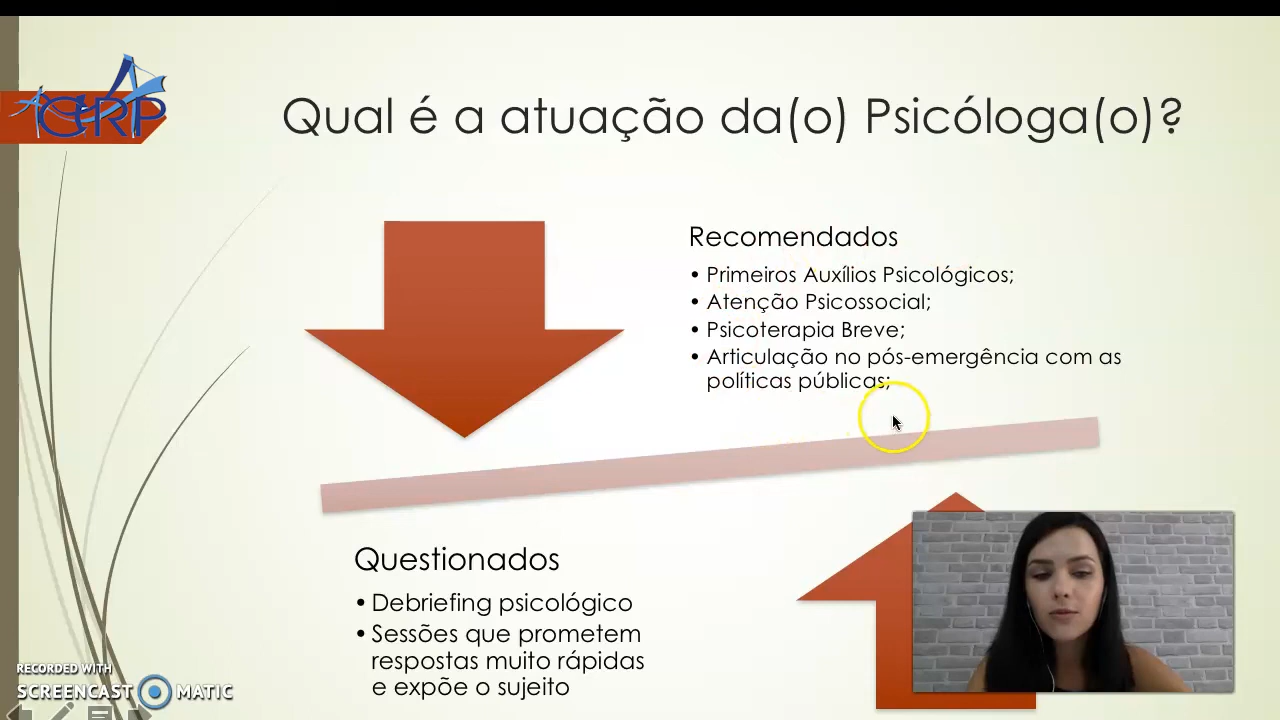 CGRP
Qual é a atuação da(o) Psicóloga(o)?
Recomendados
• Primeiros Auxílios Psicológicos;
• Atenção Psicossocial;
• Psicoterapia Breve;
• Articulação no pós-emergência com as
políticas públicas;
Questionados
• Debriefing psicológico
• Sessões que prometem
respostas muito rápidas
e expõe o sujeito
RECORDED WITH
SCREENCAST MATIC